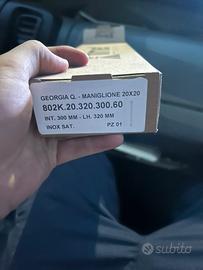 GEORGIA Q. - MANIGLIONE 20X20
802K.20.320.300.60
INT. 300 MM - LH. 320 MM
INOX SAT.
PZ 01
subito